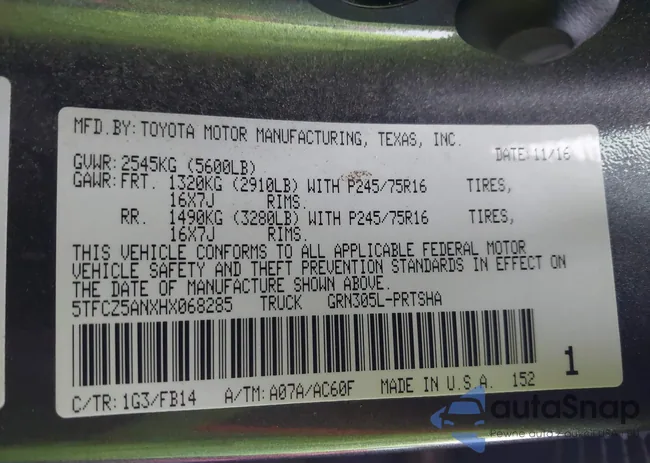 MFD.BY: TOYOTA MOTOR MANUFACTURING, TEXAS, INC.
GVWR: 2545KG (5600LB) DATE: 11/16
GAWR: FRT. 1320KG (2910LB) WITH P245/75R16 TIRES,
16X7J RIMS.
RR. 1490KG (3280LB) WITH P245/75R16 TIRES,
16X7J RIMS.
THIS VEHICLE CONFORMS TO ALL APPLICABLE FEDERAL MOTOR
VEHICLE SAFETY AND THEFT PREVENTION STANDARDS IN EFFECT ON
THE DATE OF MANUFACTURE SHOWN ABOVE.
5TFCZ5ANXHX068285 TRUCK GRN305L-PRTSHA
1
C/TR: 1G3/FB14 A/TM: A07A/AC60F MADE IN U.S.A. 152
autoSnap
Pewne auto z